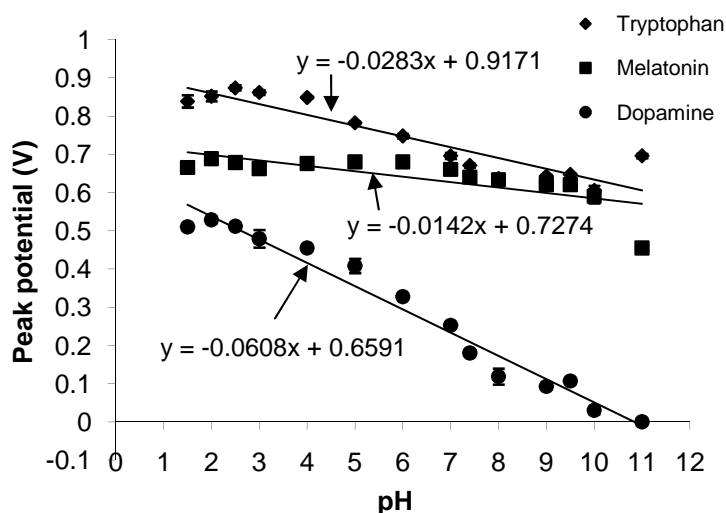 Tryptophan
Melatonin
Dopamine
1
0.9
0.8
0.7
0.6
0.5
0.4
0.3
0.2
0.1
0
-0.1
Peak potential (V)
y = -0.0283x + 0.9171
y = -0.0142x + 0.7274
y = -0.0608x + 0.6591
0 1 2 3 4 5 6 7 8 9 10 11 12
pH